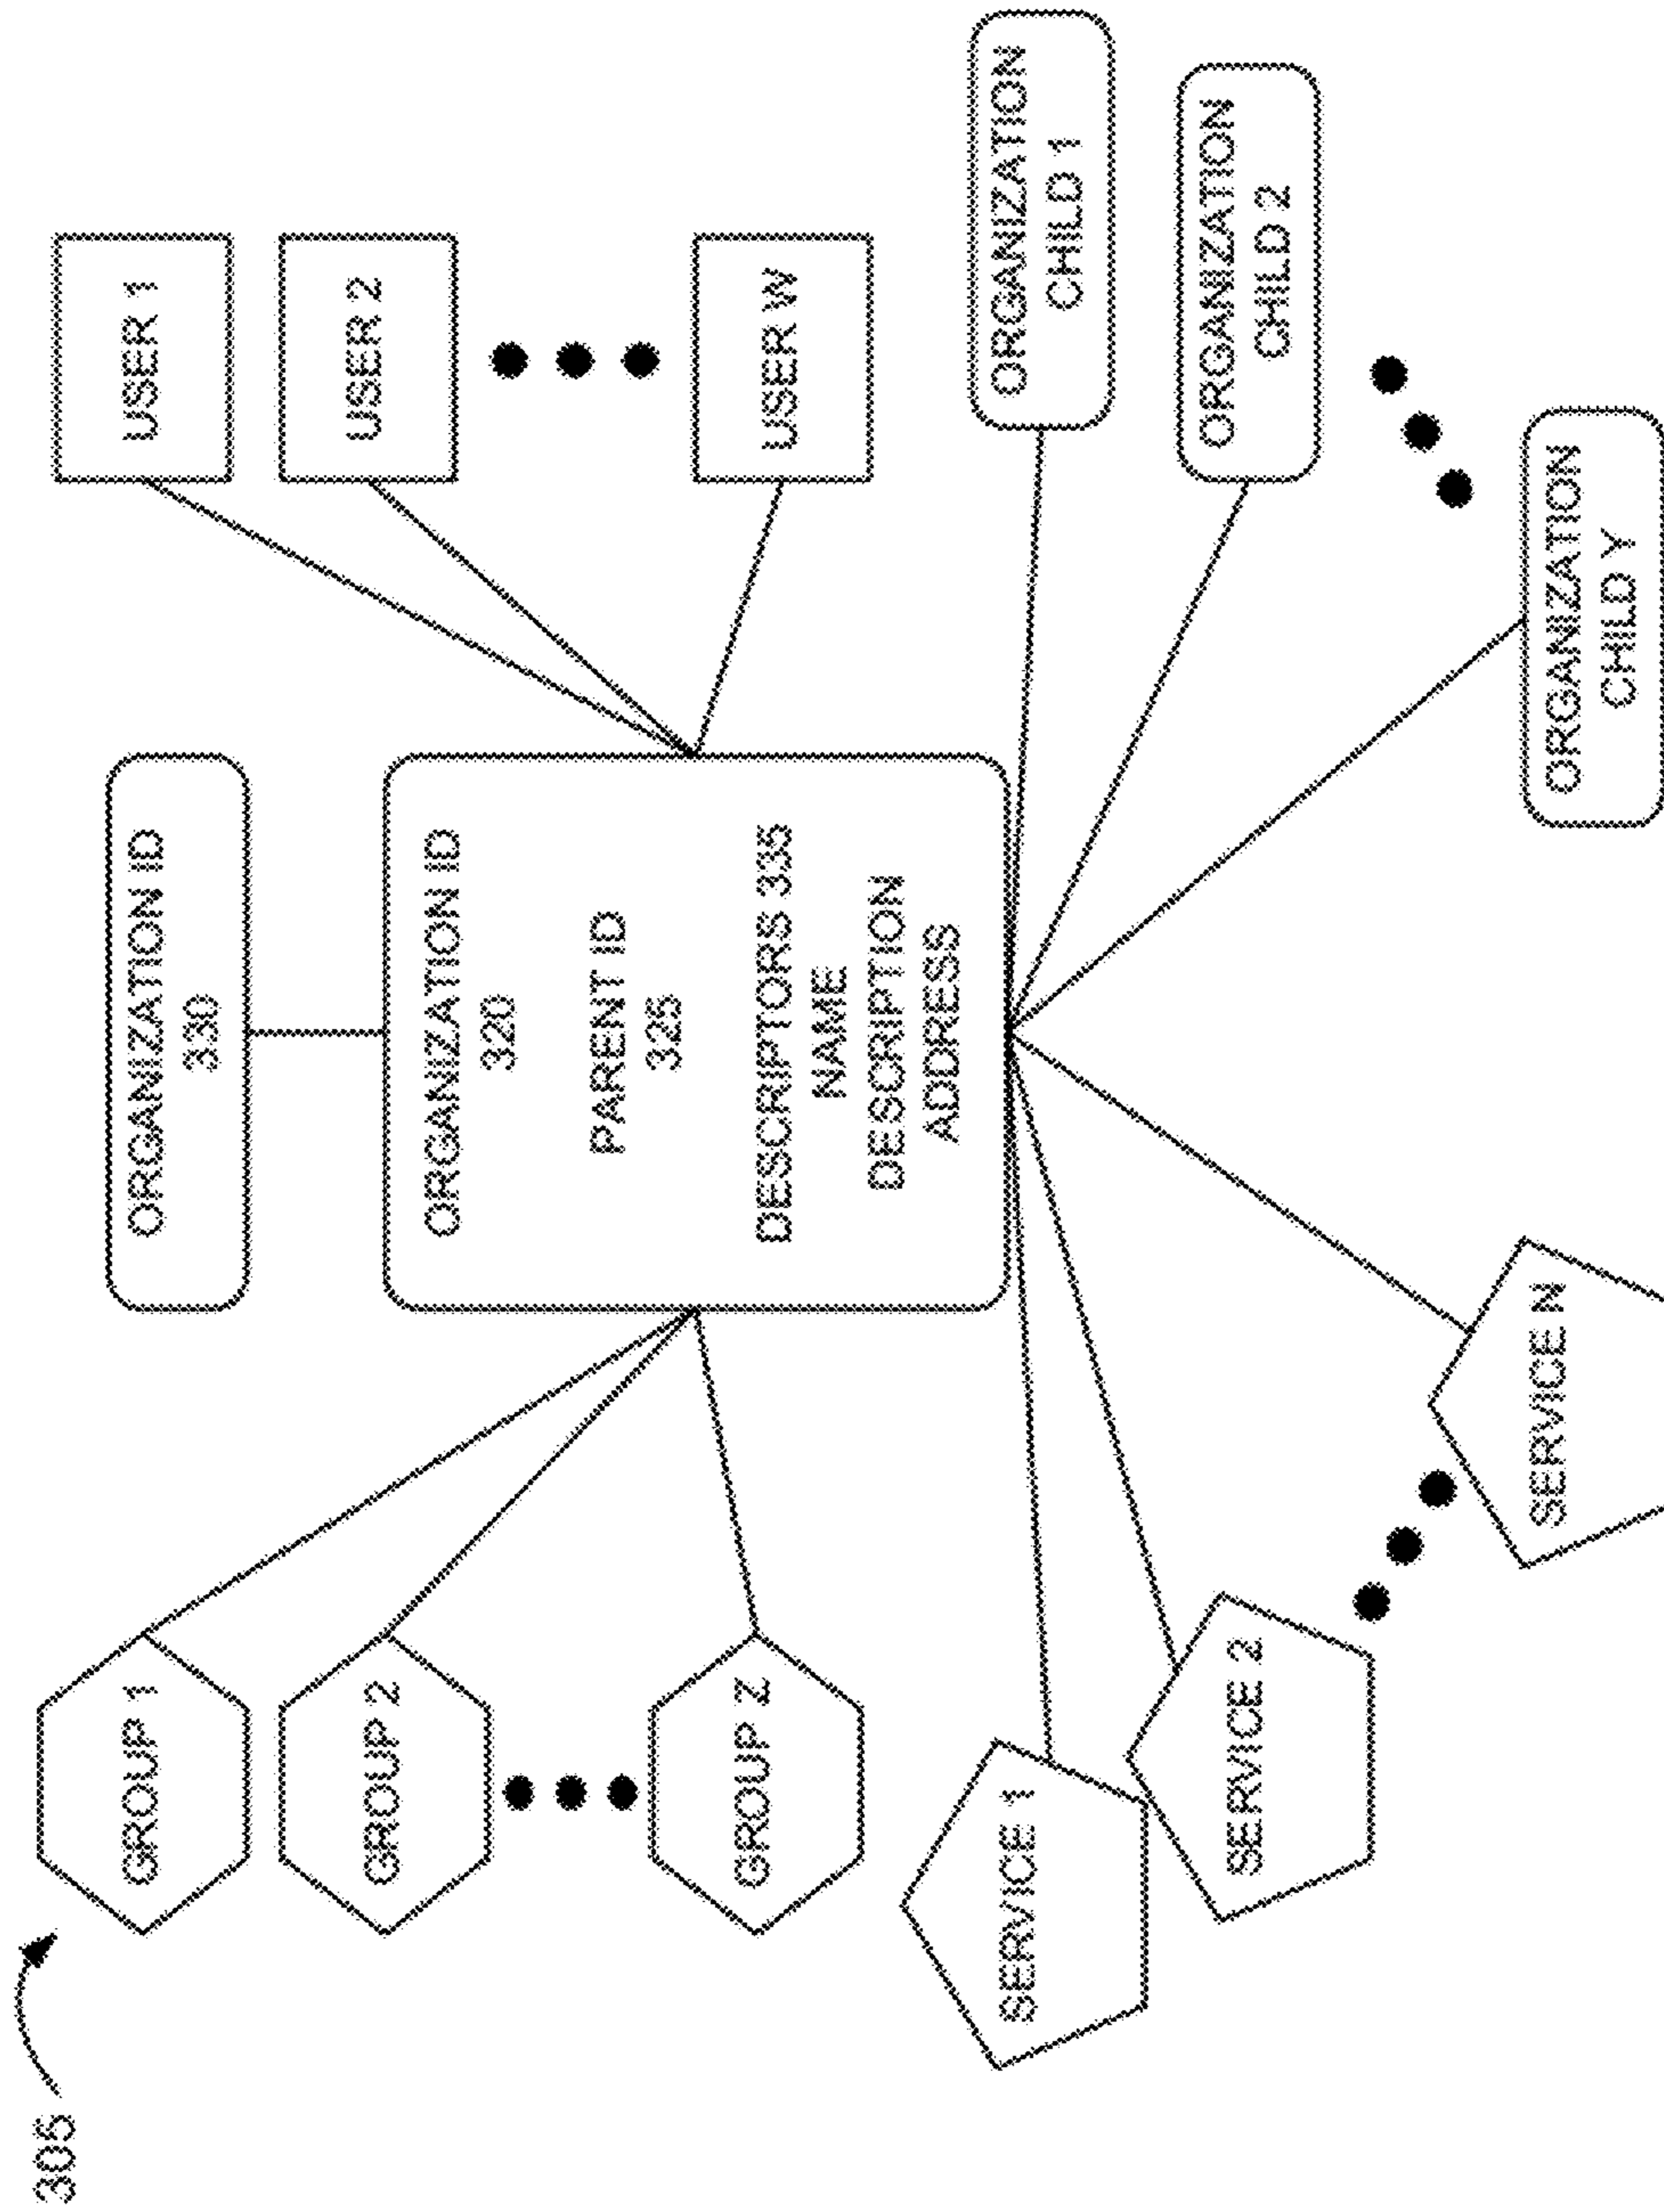 305
GROUP 1
GROUP 2
GROUP Z
ORGANIZATION ID
330
ORGANIZATION ID
320
PARENT ID
325
DESCRIPTORS 335
NAME
DESCRIPTION
ADDRESS
USER 1
USER 2
USER W
SERVICE 1
SERVICE 2
SERVICE N
ORGANIZATION
CHILD 1
ORGANIZATION
CHILD 2
ORGANIZATION
CHILD Y